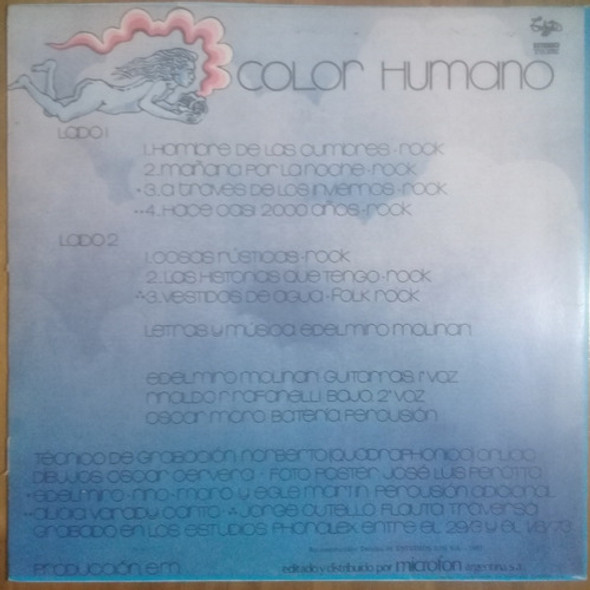 COLOR HUMANO
LADO 1
1. HOMBRE DE LAS CUMBRES · ROCK
2. MAÑANA POR LA NOCHE · ROCK
• 3. A TRAVES DE LOS INVIERNOS · ROCK
•• 4. HACE CASI 2000 AÑOS · ROCK
LADO 2
1. COSAS RÚSTICAS · ROCK
2. LAS HISTORIAS QUE TENGO · ROCK
3. VESTIDOS DE AGUA · FOLK ROCK
LETRAS Y MÚSICA: EDELMIRO MOLINARI
EDELMIRO MOLINARI: GUITARRAS, 1ª VOZ
RINALDO R RAFANELLI: BAJO, 2ª VOZ
OSCAR MORO: BATERÍA PERCUSIÓN
TÉCNICO DE GRABACIÓN: NORBERTO (QUADRAPHONICO) ORLIAC
DIBUJOS: OSCAR CERVERA · FOTO POSTER: JOSÉ LUIS PEROTTA
• EDELMIRO · RINO · MORO Y EGLE MARTIN: PERCUSIÓN ADICIONAL
•• ALICIA VARADY: CANTO · JORGE CUTELLO: FLAUTA TRAVERSA
GRABADO EN LOS ESTUDIOS PHONALEX ENTRE EL 29/3 Y EL 1/8/73
PRODUCCIÓN: E.M.
editado y distribuido por microfon argentina s.a.